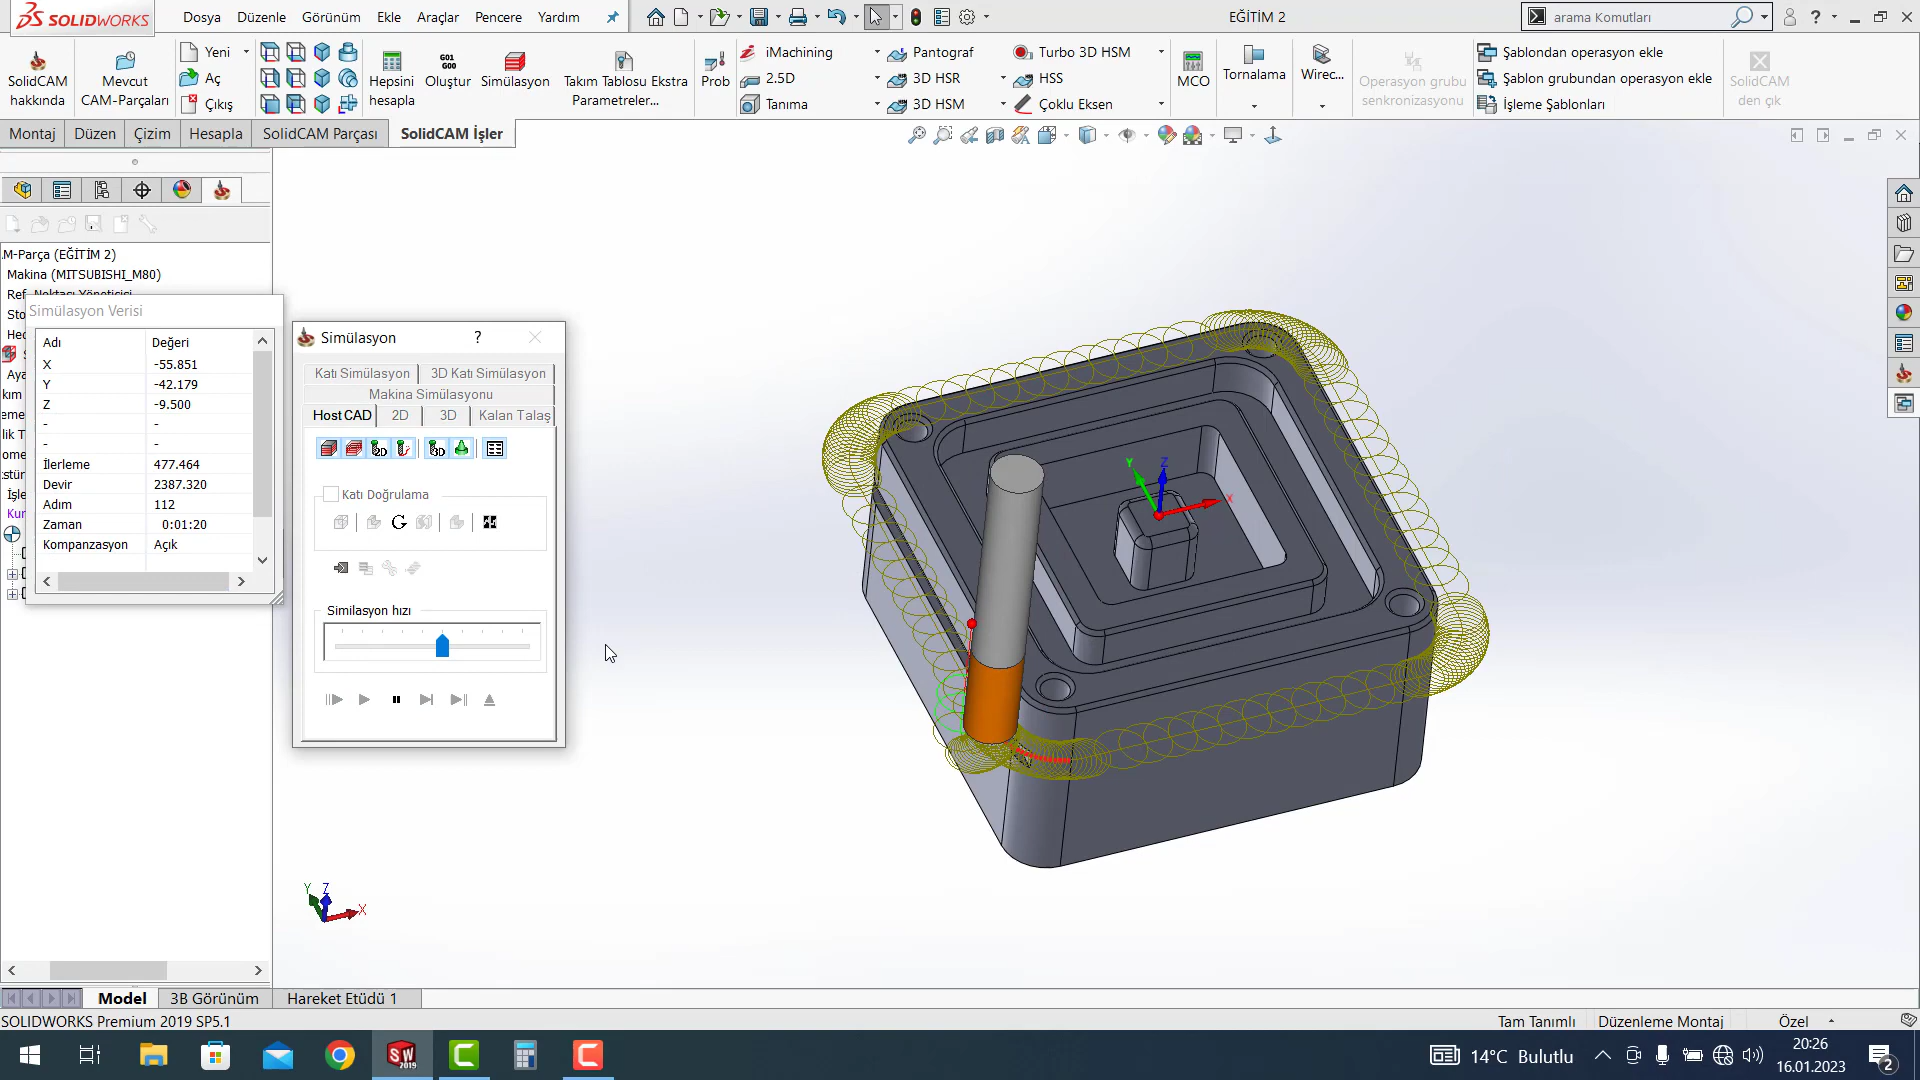 SOLIDWORKS
Dosya
Düzenle
Görünüm
Ekle
Araçlar
Pencere
Yardım
EĞİTİM 2
arama Komutları
SolidCAM
hakkında
Mevcut
CAM-Parçaları
Yeni
Aç
Çıkış
Hepsini
hesapla
G01
G00
Oluştur
Simülasyon
Takım Tablosu Ekstra
Parametreler...
Prob
iMachining
2.5D
Tanıma
Pantograf
3D HSR
3D HSM
Turbo 3D HSM
HSS
Çoklu Eksen
MCO
Tornalama
Wirec...
Operasyon grubu
senkronizasyonu
Şablondan operasyon ekle
Şablon grubundan operasyon ekle
İşleme Şablonları
SolidCAM
den çık
Montaj
Düzen
Çizim
Hesapla
SolidCAM Parçası
SolidCAM İşler
M-Parça (EĞİTİM 2)
Makina (MITSUBISHI_M80)
Simülasyon Verisi
Adı Değeri
X -55.851
Y -42.179
Z -9.500
- -
- -
İlerleme 477.464
Devir 2387.320
Adım 112
Zaman 0:01:20
Kompanzasyon Açık
Simülasyon
?
Katı Simülasyon
3D Katı Simülasyon
Makina Simülasyonu
Host CAD
2D
3D
Kalan Talaş
Katı Doğrulama
Similasyon hızı
Y
Z
X
Y
Z
X
Model
3B Görünüm
Hareket Etüdü 1
SOLIDWORKS Premium 2019 SP5.1
Tam Tanımlı
Düzenleme Montaj
Özel
14°C Bulutlu
20:26
16.01.2023
2